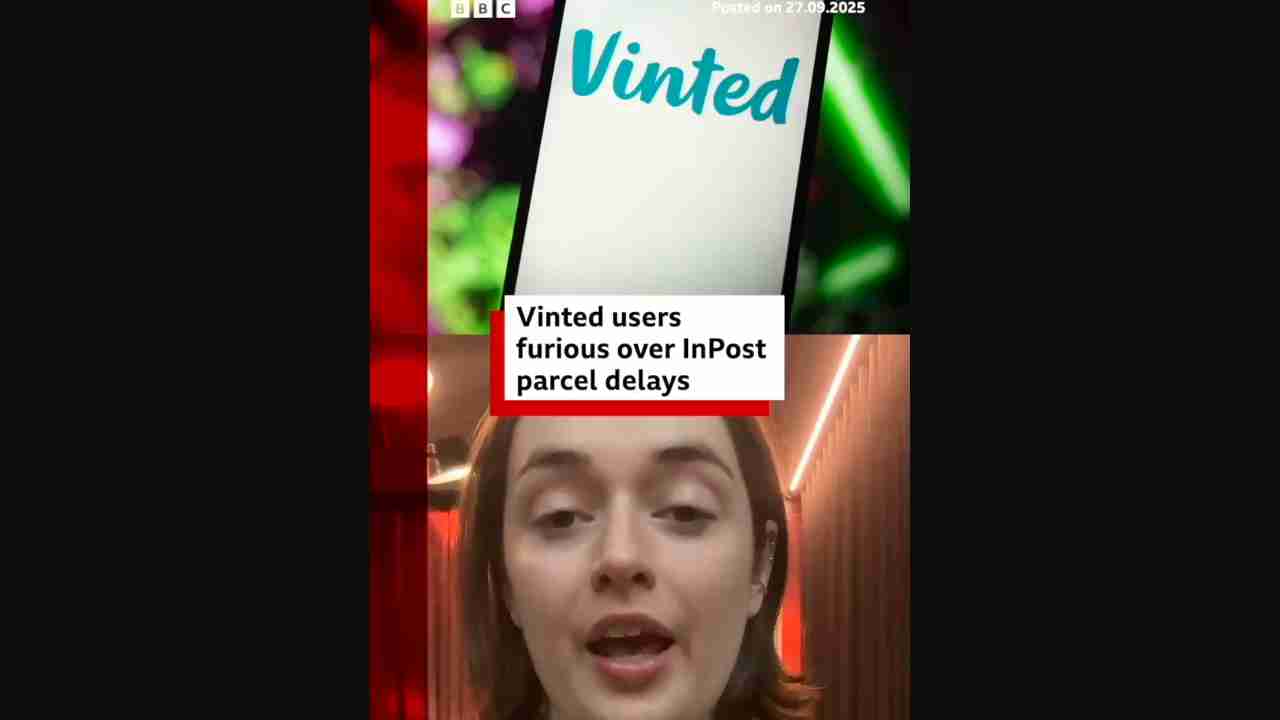 BBC
Posted on 27.09.2025
Vinted
Vinted users
furious over InPost
parcel delays